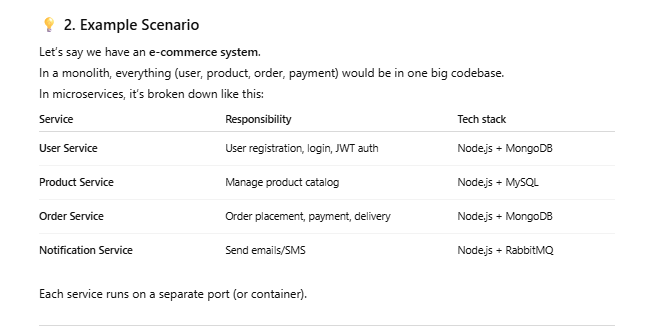 💡 2. Example Scenario
Let's say we have an e-commerce system.
In a monolith, everything (user, product, order, payment) would be in one big codebase.
In microservices, it's broken down like this:
Service Responsibility Tech stack
User Service User registration, login, JWT auth Node.js + MongoDB
Product Service Manage product catalog Node.js + MySQL
Order Service Order placement, payment, delivery Node.js + MongoDB
Notification Service Send emails/SMS Node.js + RabbitMQ
Each service runs on a separate port (or container).